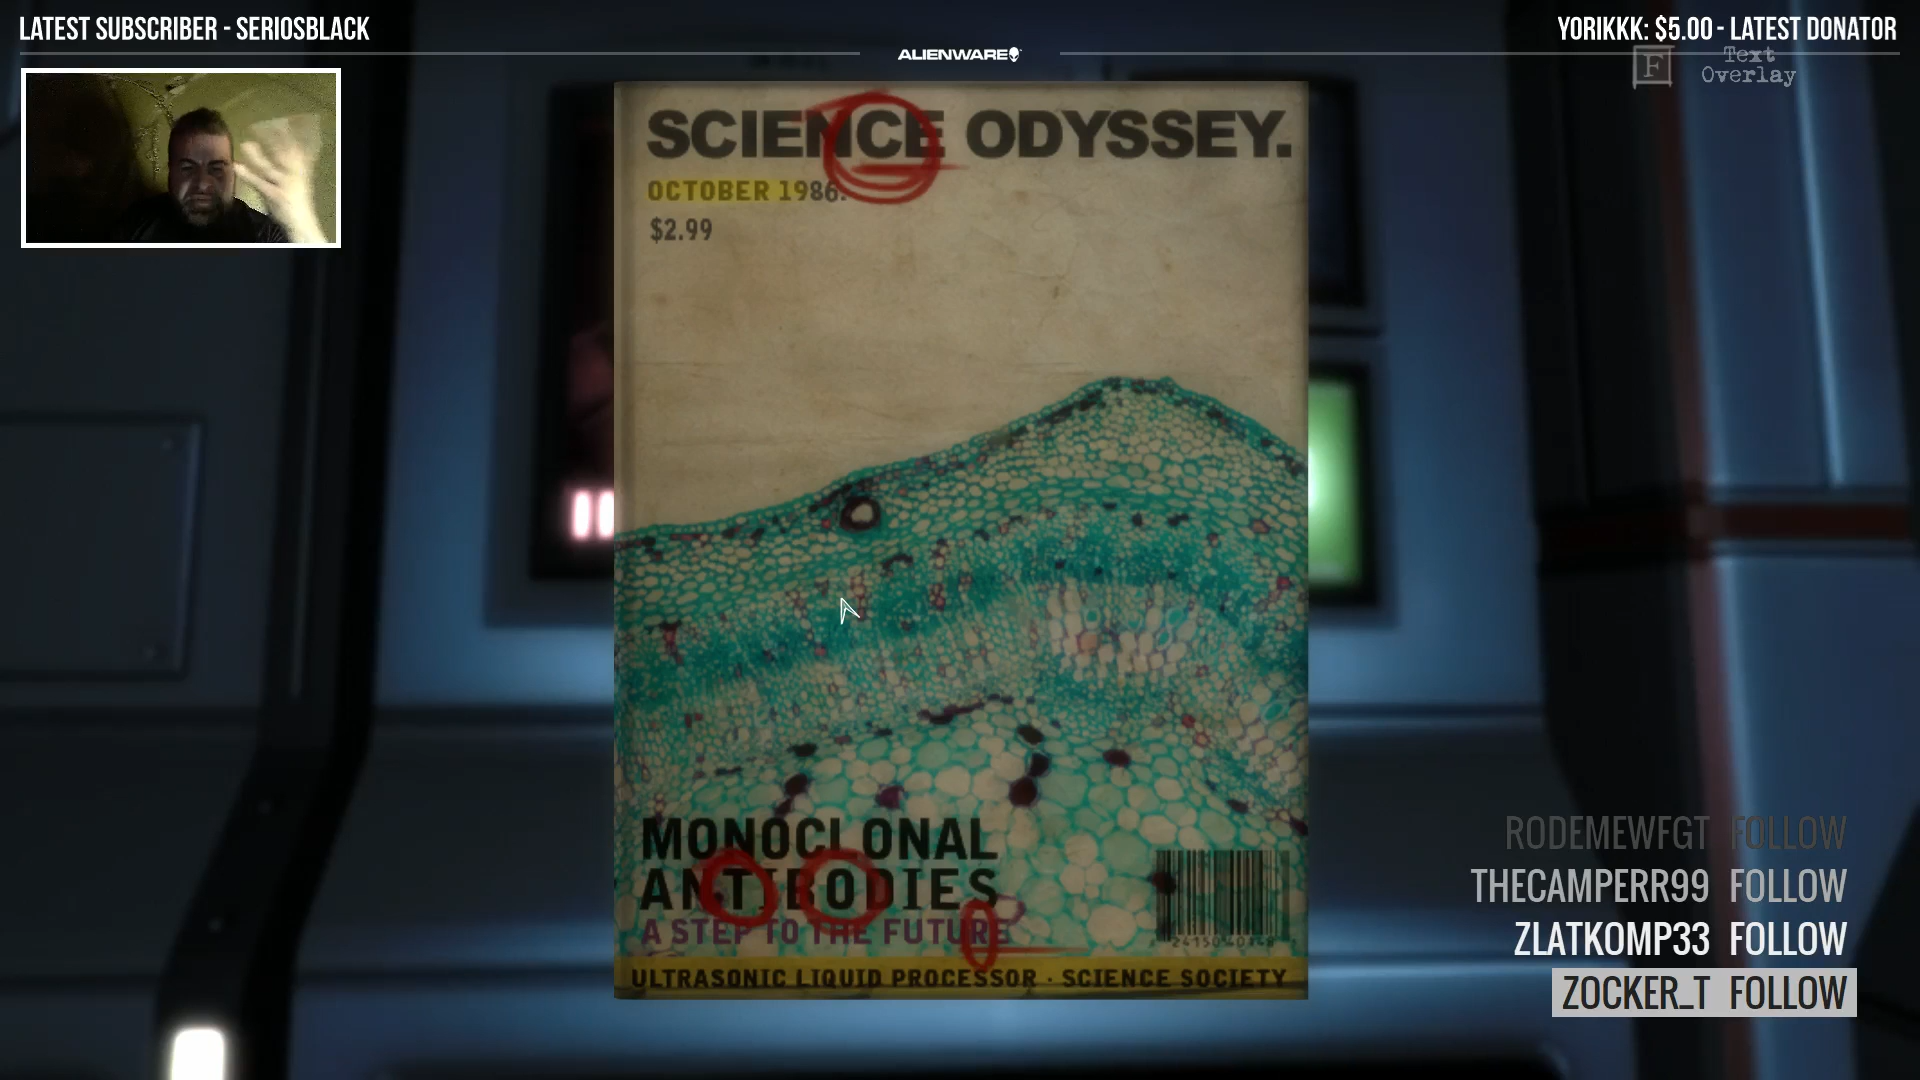 LATEST SUBSCRIBER - SERIOSBLACK
YORIKKK: $5.00 - LATEST DONATOR
ALIENWARE
F
Text
Overlay
SCIENCE ODYSSEY.
OCTOBER 1986.
$2.99
MONOCLONAL
ANTIBODIES
A STEP TO THE FUTURE
ULTRASONIC LIQUID PROCESSOR · SCIENCE SOCIETY
RODEMEWFGT FOLLOW
THECAMPERR99 FOLLOW
ZLATKOMP33 FOLLOW
ZOCKER_T FOLLOW